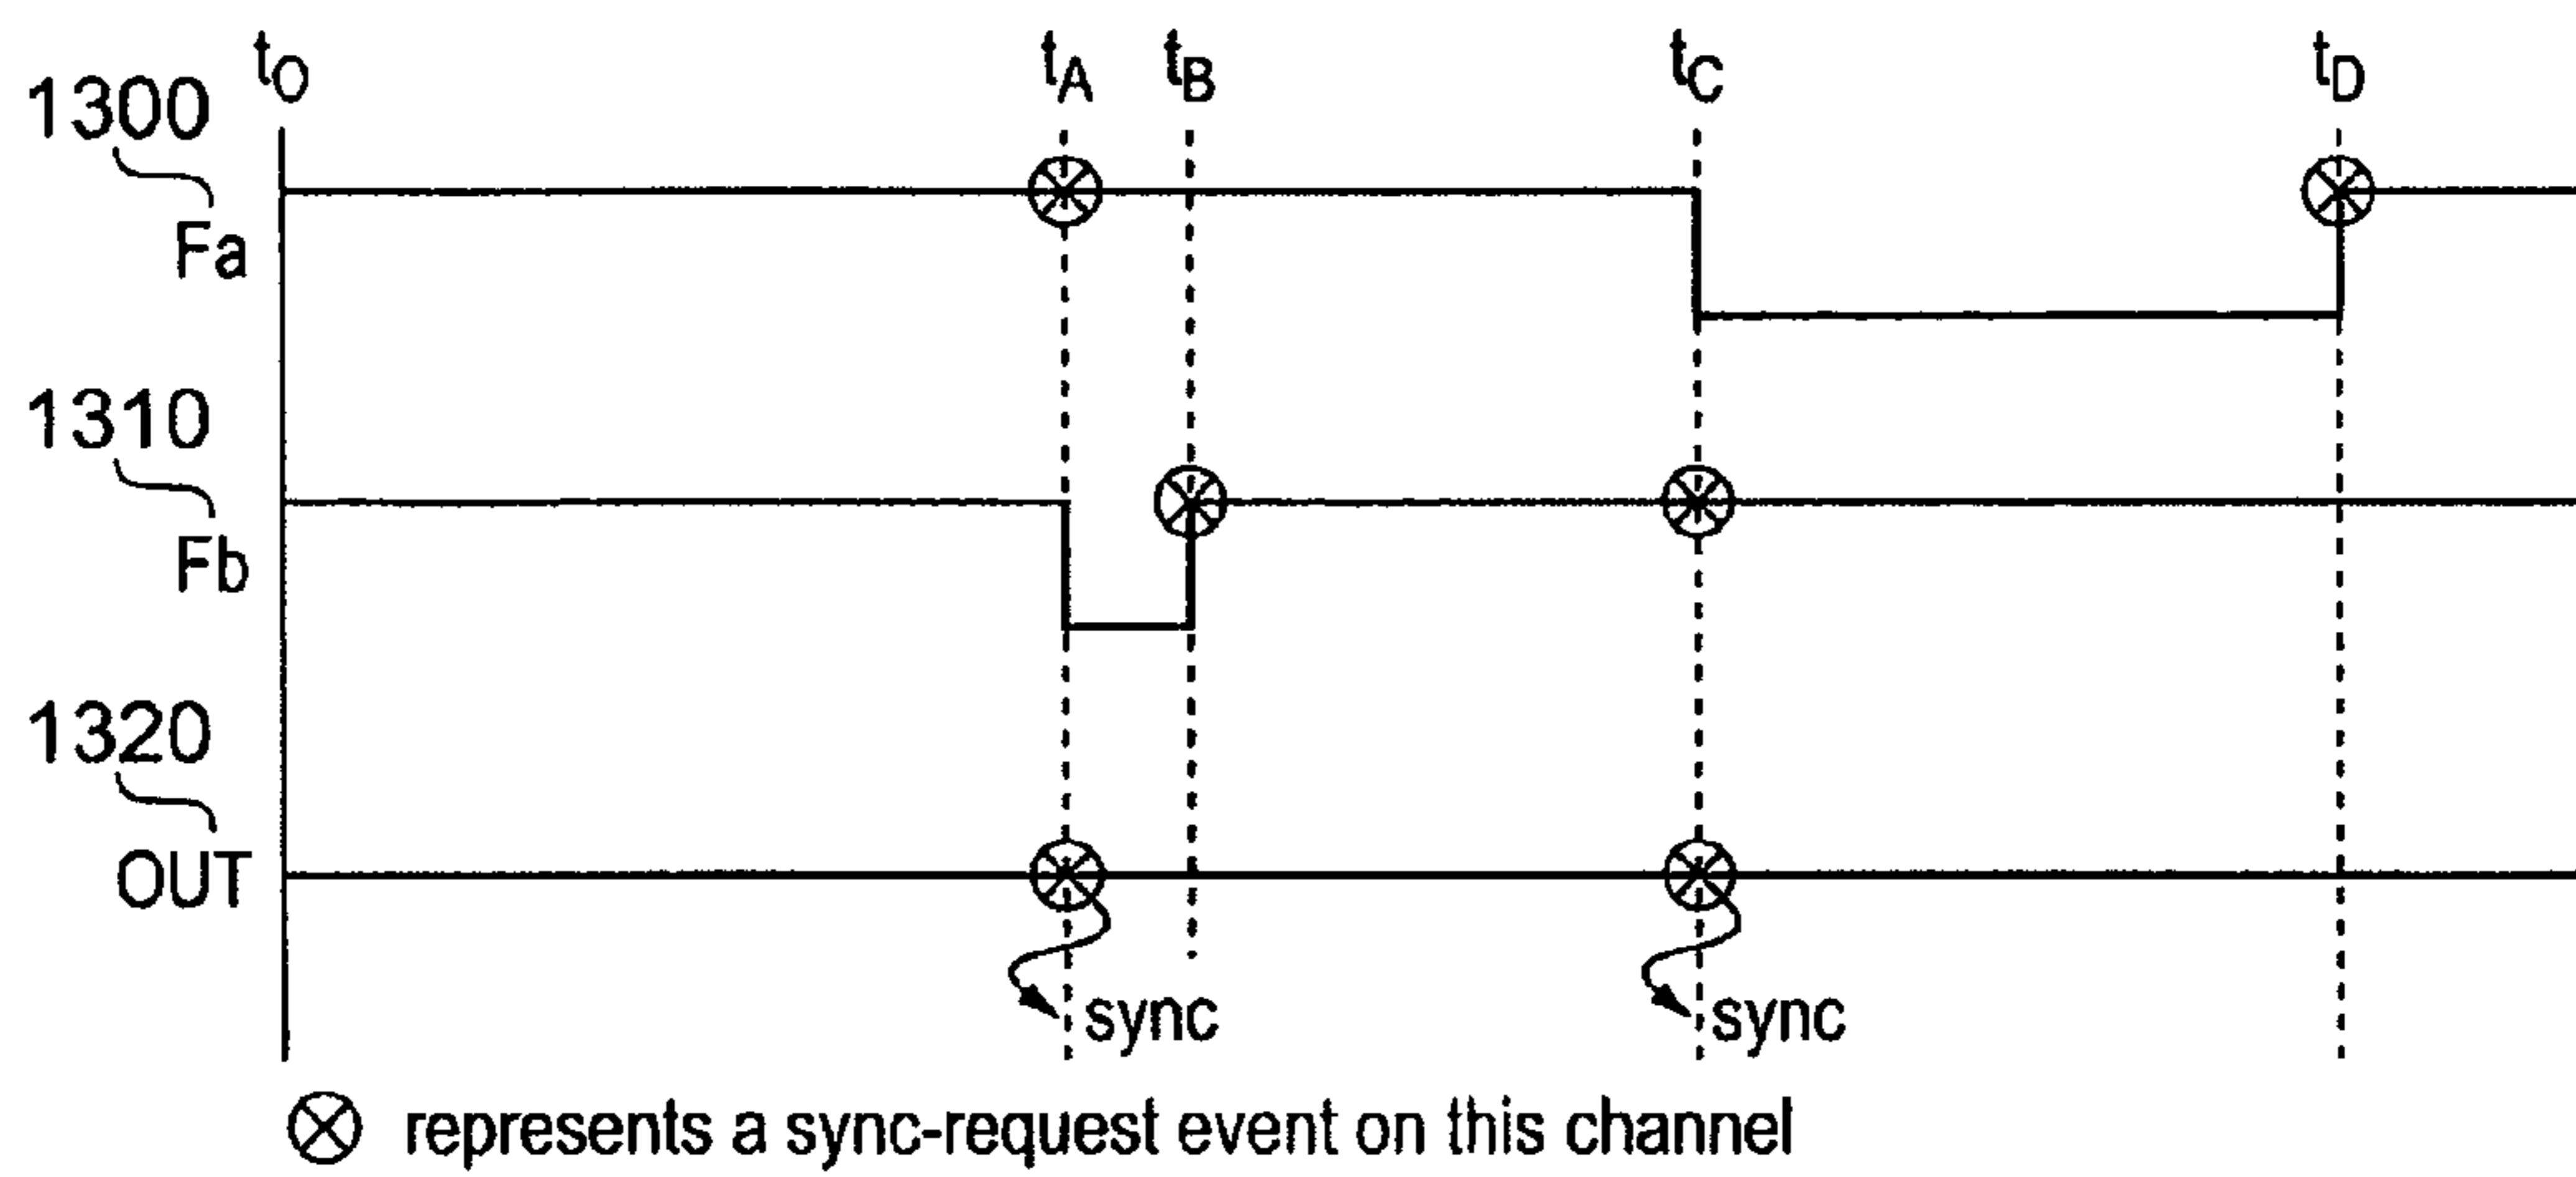 tO tA tB tC tD
1300
Fa
1310
Fb
1320
OUT
sync sync
represents a sync-request event on this channel